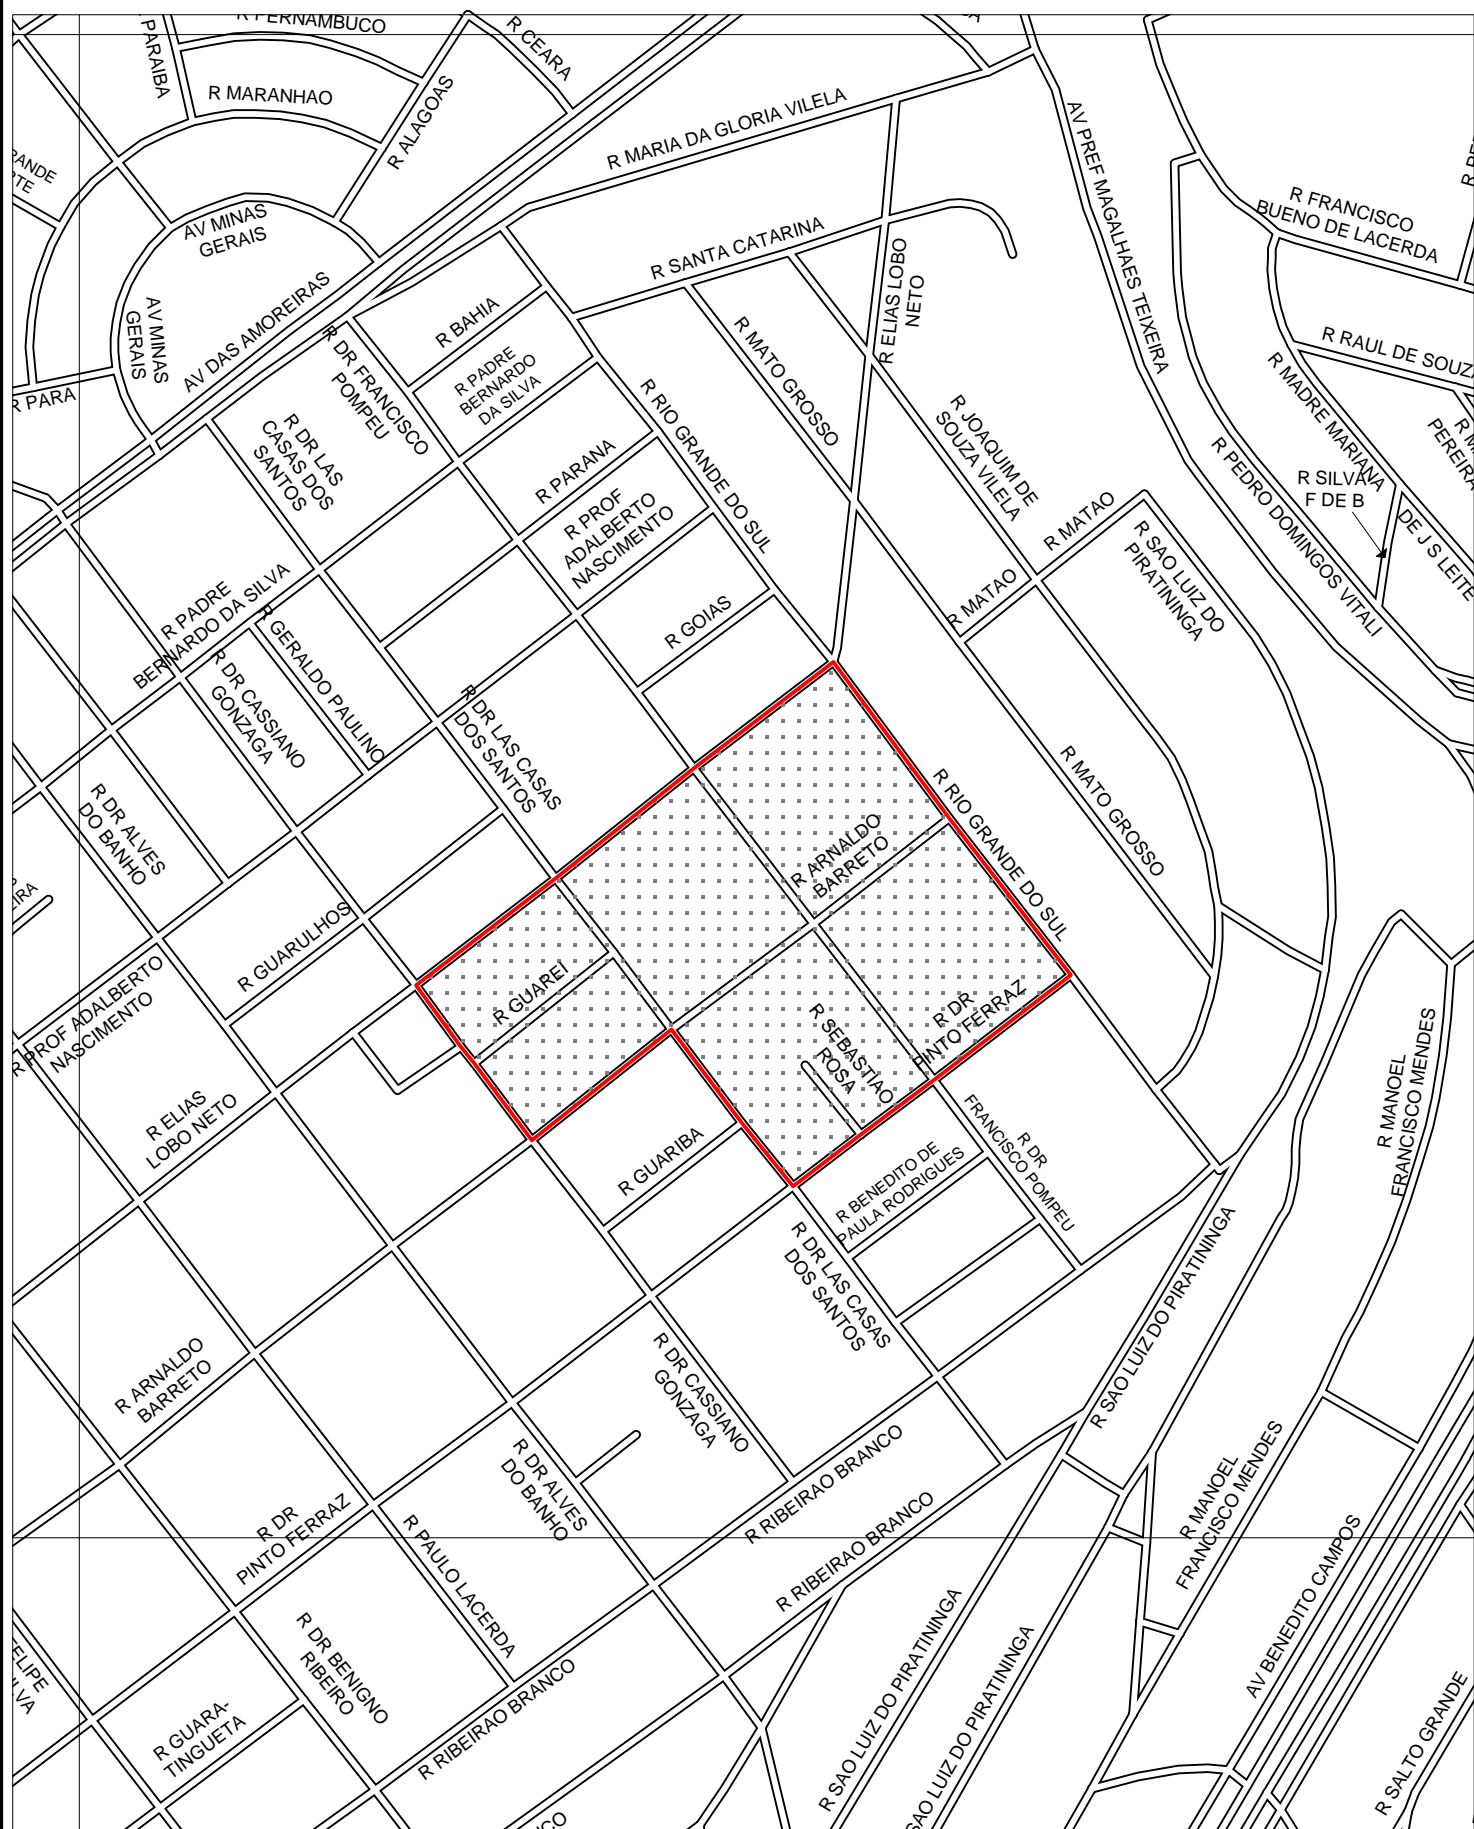 R PERNAMBUCO
PARAIBA
R CEARA
R MARANHAO
R ALAGOAS
R MARIA DA GLORIA VILELA
AV PREF MAGALHAES TEIXEIRA
R FRANCISCO
BUENO DE LACERDA
AV MINAS
GERAIS
R SANTA CATARINA
R ELIAS LOBO
NETO
AV MINAS
GERAIS
AV DAS AMOREIRAS
R BAHIA
R DR FRANCISCO
POMPEU
R PADRE
BERNARDO
DA SILVA
R MATO GROSSO
R RAUL DE SOUZA
R MADRE MARIANA
R PARA
R DR LAS
CASAS DOS
SANTOS
R RIO GRANDE DO SUL
R JOAQUIM DE
SOUZA VILELA
PEREIRA
R PARANA
R PEDRO DOMINGOS VITALI
R SILVA
F DE B
R PROF
ADALBERTO
NASCIMENTO
R MATAO
R SAO LUIZ DO
PIRATININGA
DE J S LEITE
R PADRE
BERNARDO DA SILVA
R MATAO
R GERALDO PAULINO
R GOIAS
R DR CASSIANO
GONZAGA
R DR LAS CASAS
DOS SANTOS
R DR ALVES
DO BANHO
R MATO GROSSO
R RIO GRANDE DO SUL
R ARNALDO
BARRETO
R GUARULHOS
R PROF ADALBERTO
NASCIMENTO
R GUAREI
R SEBASTIAO
ROSA
R DR
PINTO FERRAZ
R MANOEL
FRANCISCO MENDES
R ELIAS
LOBO NETO
R GUARIBA
R BENEDITO DE
PAULA RODRIGUES
R DR
FRANCISCO POMPEU
R DR LAS CASAS
DOS SANTOS
R SAO LUIZ DO PIRATININGA
R ARNALDO
BARRETO
R DR CASSIANO
GONZAGA
R DR ALVES
DO BANHO
R RIBEIRAO BRANCO
R MANOEL
FRANCISCO MENDES
R DR
PINTO FERRAZ
R PAULO LACERDA
R RIBEIRAO BRANCO
AV BENEDITO CAMPOS
R DR BENIGNO
RIBEIRO
R SAO LUIZ DO PIRATININGA
SAO LUIZ DO PIRATININGA
R GUARA-
TINGUETA
R RIBEIRAO BRANCO
R SALTO GRANDE